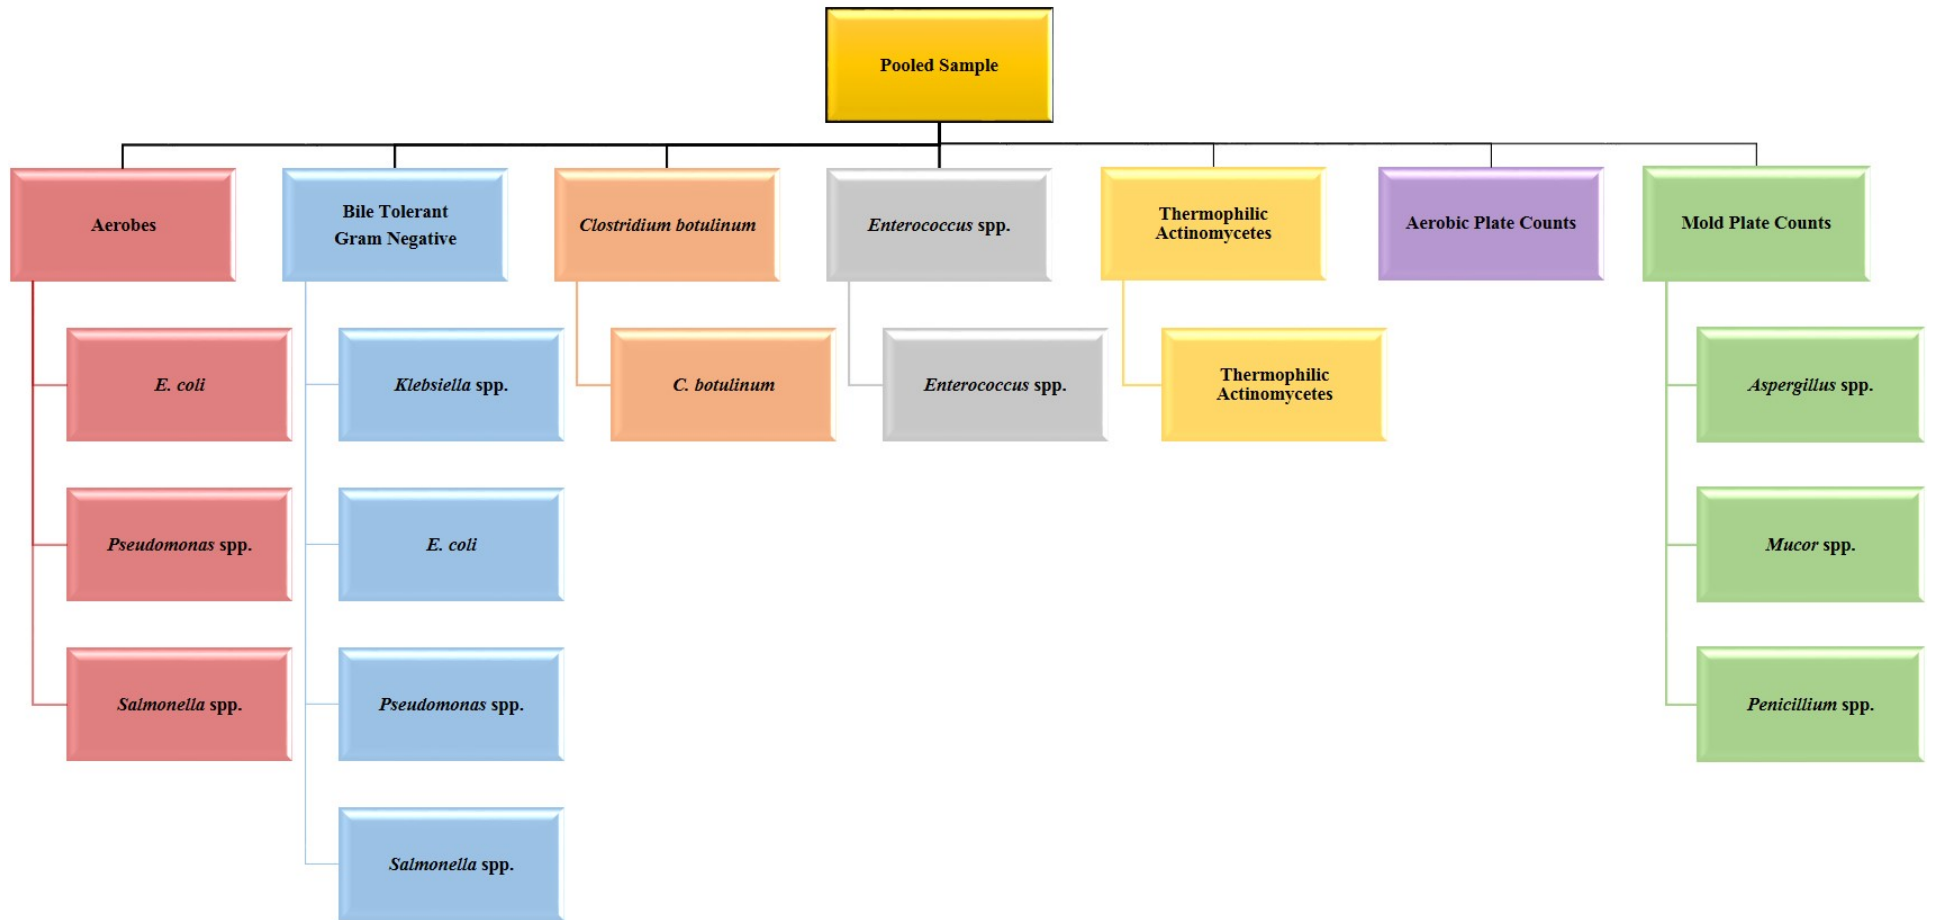 Pooled Sample
Aerobes
Bile Tolerant
Gram Negative
Clostridium botulinum
Enterococcus spp.
Thermophilic
Actinomycetes
Aerobic Plate Counts
Mold Plate Counts
E. coli
Klebsiella spp.
C. botulinum
Enterococcus spp.
Thermophilic
Actinomycetes
Aspergillus spp.
Pseudomonas spp.
E. coli
Mucor spp.
Salmonella spp.
Pseudomonas spp.
Penicillium spp.
Salmonella spp.